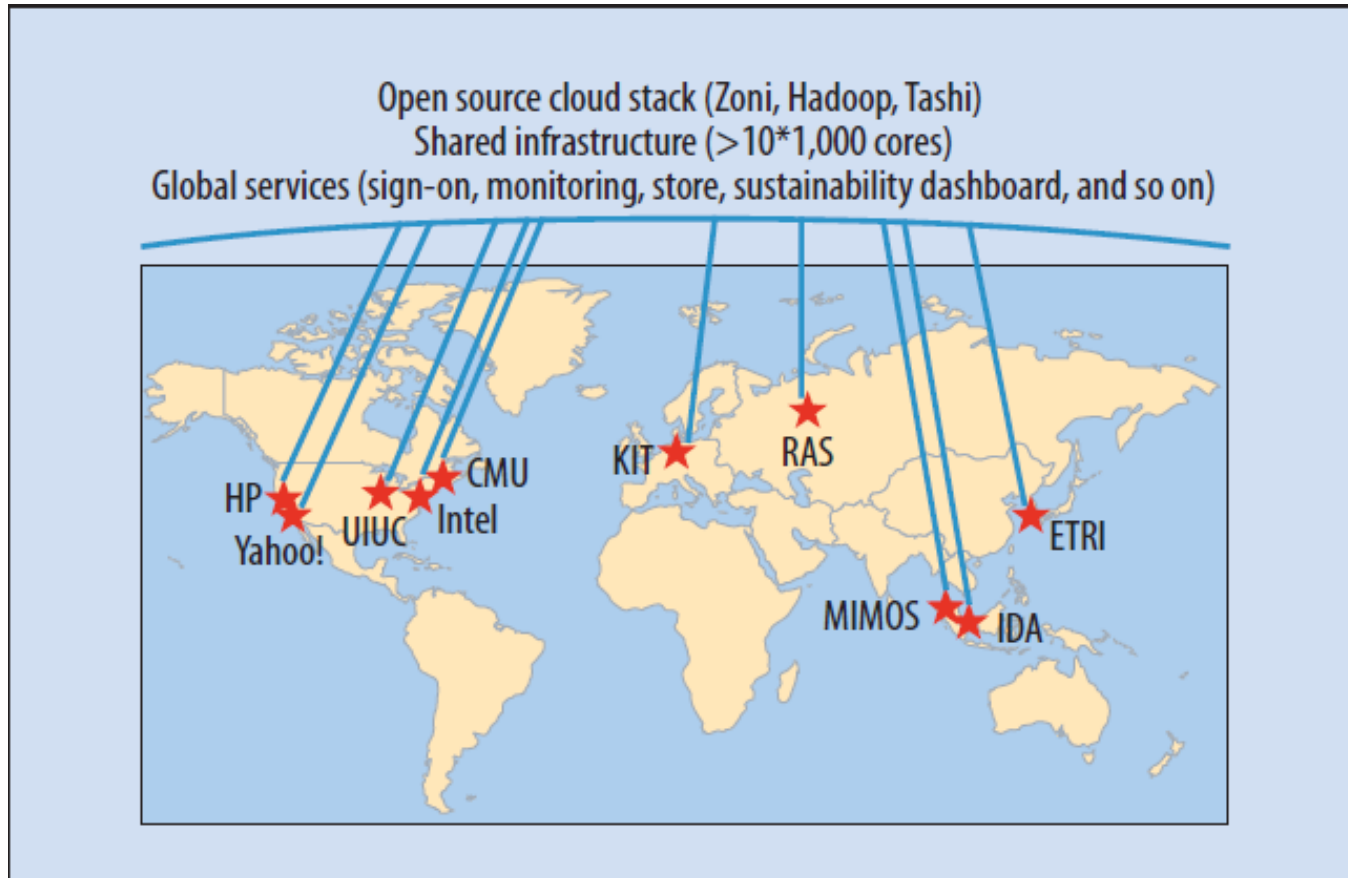 Open source cloud stack (Zoni, Hadoop, Tashi)
Shared infrastructure (>10*1,000 cores)
Global services (sign-on, monitoring, store, sustainability dashboard, and so on)
HP
Yahoo!
UIUC
Intel
CMU
KIT
RAS
ETRI
MIMOS
IDA